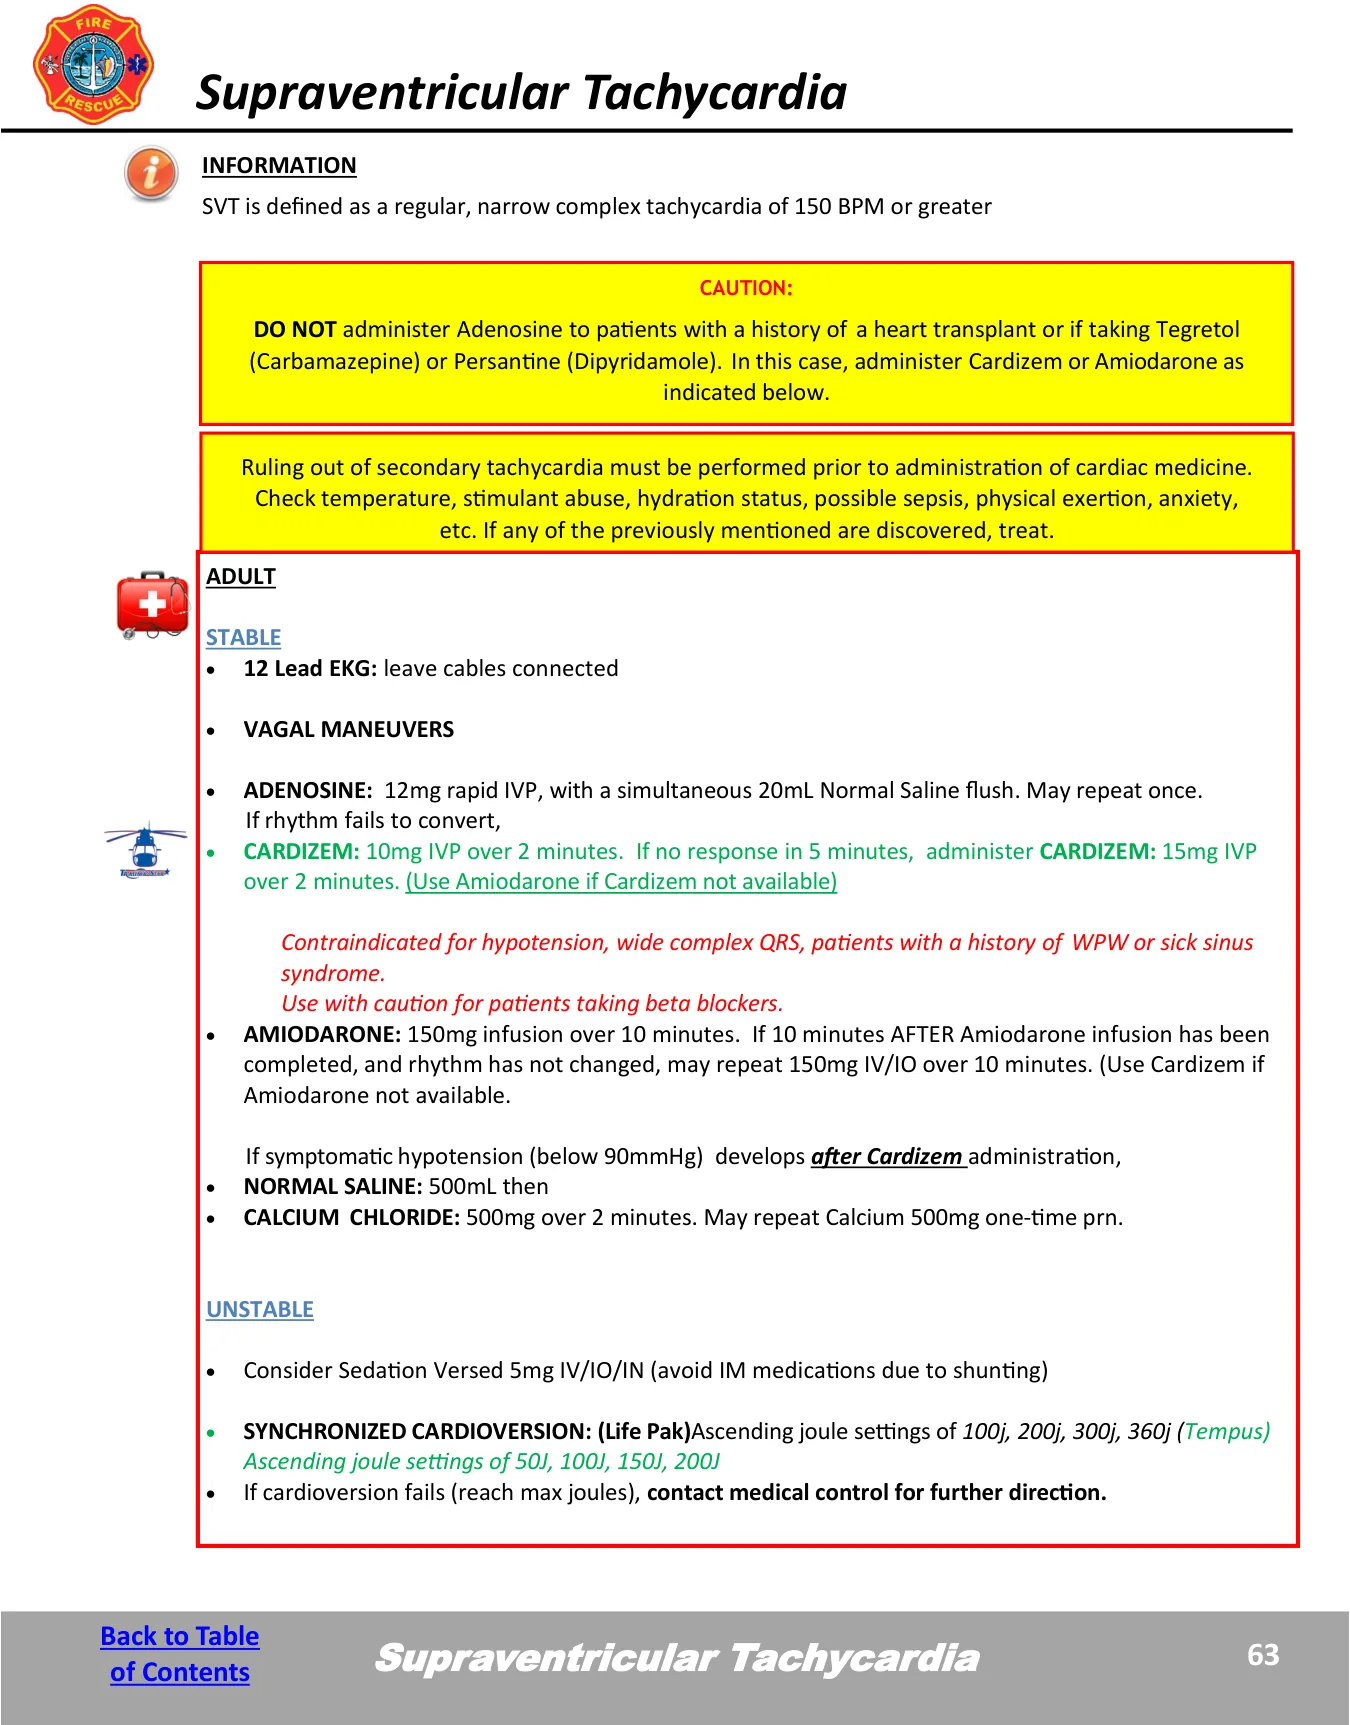 FIRE
RESCUE
Supraventricular Tachycardia
i
INFORMATION
SVT is defined as a regular, narrow complex tachycardia of 150 BPM or greater
CAUTION:
DO NOT administer Adenosine to patients with a history of a heart transplant or if taking Tegretol
(Carbamazepine) or Persantine (Dipyridamole). In this case, administer Cardizem or Amiodarone as
indicated below.
Ruling out of secondary tachycardia must be performed prior to administration of cardiac medicine.
Check temperature, stimulant abuse, hydration status, possible sepsis, physical exertion, anxiety,
etc. If any of the previously mentioned are discovered, treat.
ADULT
STABLE
• 12 Lead EKG: leave cables connected
• VAGAL MANEUVERS
• ADENOSINE: 12mg rapid IVP, with a simultaneous 20mL Normal Saline flush. May repeat once.
If rhythm fails to convert,
• CARDIZEM: 10mg IVP over 2 minutes. If no response in 5 minutes, administer CARDIZEM: 15mg IVP
over 2 minutes. (Use Amiodarone if Cardizem not available)
Contraindicated for hypotension, wide complex QRS, patients with a history of WPW or sick sinus
syndrome.
Use with caution for patients taking beta blockers.
• AMIODARONE: 150mg infusion over 10 minutes. If 10 minutes AFTER Amiodarone infusion has been
completed, and rhythm has not changed, may repeat 150mg IV/IO over 10 minutes. (Use Cardizem if
Amiodarone not available.
If symptomatic hypotension (below 90mmHg) develops after Cardizem administration,
• NORMAL SALINE: 500mL then
• CALCIUM CHLORIDE: 500mg over 2 minutes. May repeat Calcium 500mg one-time prn.
UNSTABLE
• Consider Sedation Versed 5mg IV/IO/IN (avoid IM medications due to shunting)
• SYNCHRONIZED CARDIOVERSION: (Life Pak)Ascending joule settings of 100j, 200j, 300j, 360j (Tempus)
Ascending joule settings of 50J, 100J, 150J, 200J
• If cardioversion fails (reach max joules), contact medical control for further direction.
Back to Table
of Contents
Supraventricular Tachycardia
63